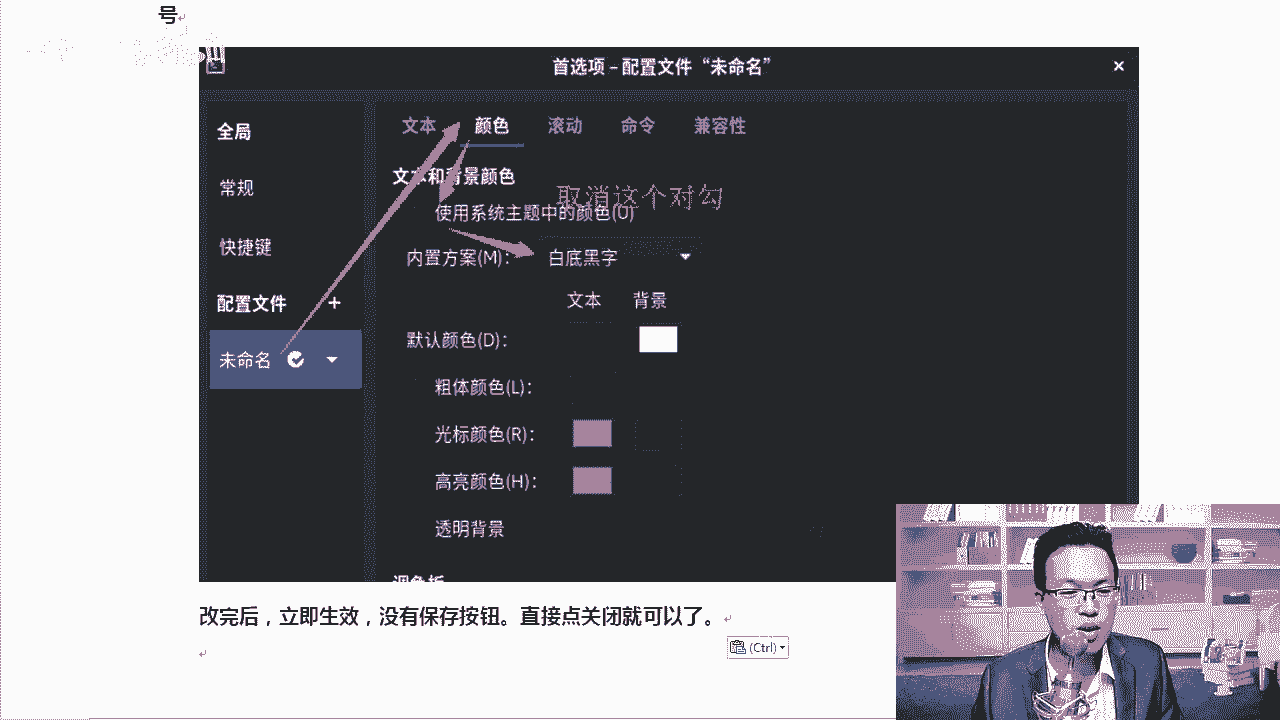 号
首选项 – 配置文件 “未命名”
全局
常规
快捷键
配置文件
未命名
文本 颜色 滚动 命令 兼容性
文本和背景颜色
取消这个对勾
使用系统主题中的颜色(U)
内置方案(M): 白底黑字
文本 背景
默认颜色(D):
粗体颜色(L):
光标颜色(R):
高亮颜色(H):
透明背景
调色板
改完后，立即生效，没有保存按钮。直接点关闭就可以了。
(Ctrl)